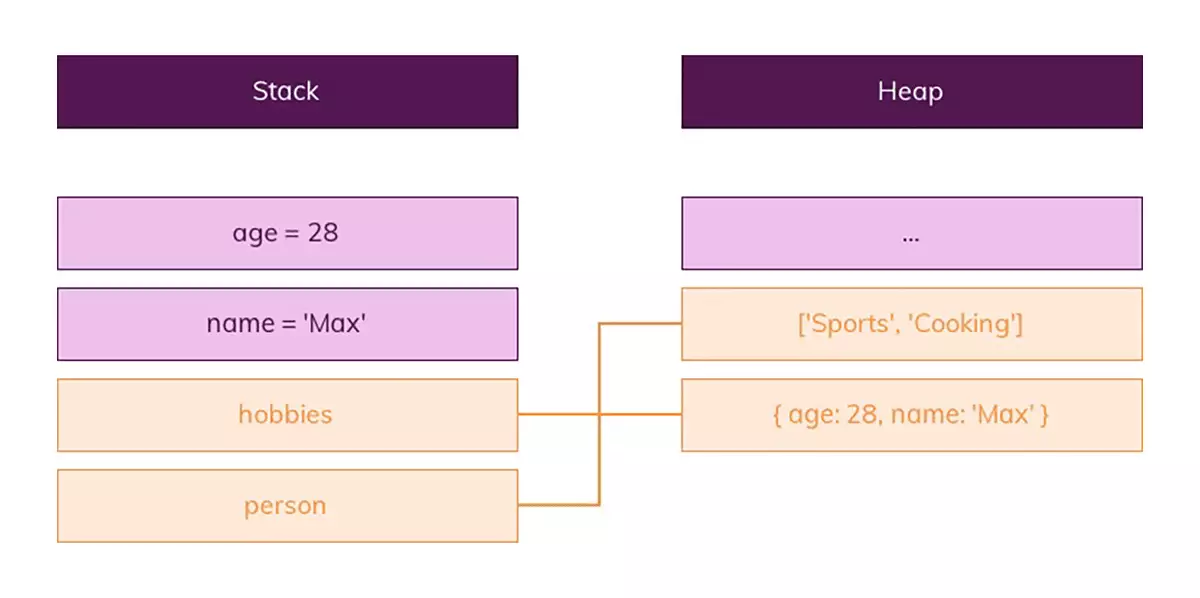 Stack
Heap
age = 28
...
name = 'Max'
['Sports', 'Cooking']
hobbies
{ age: 28, name: 'Max' }
person